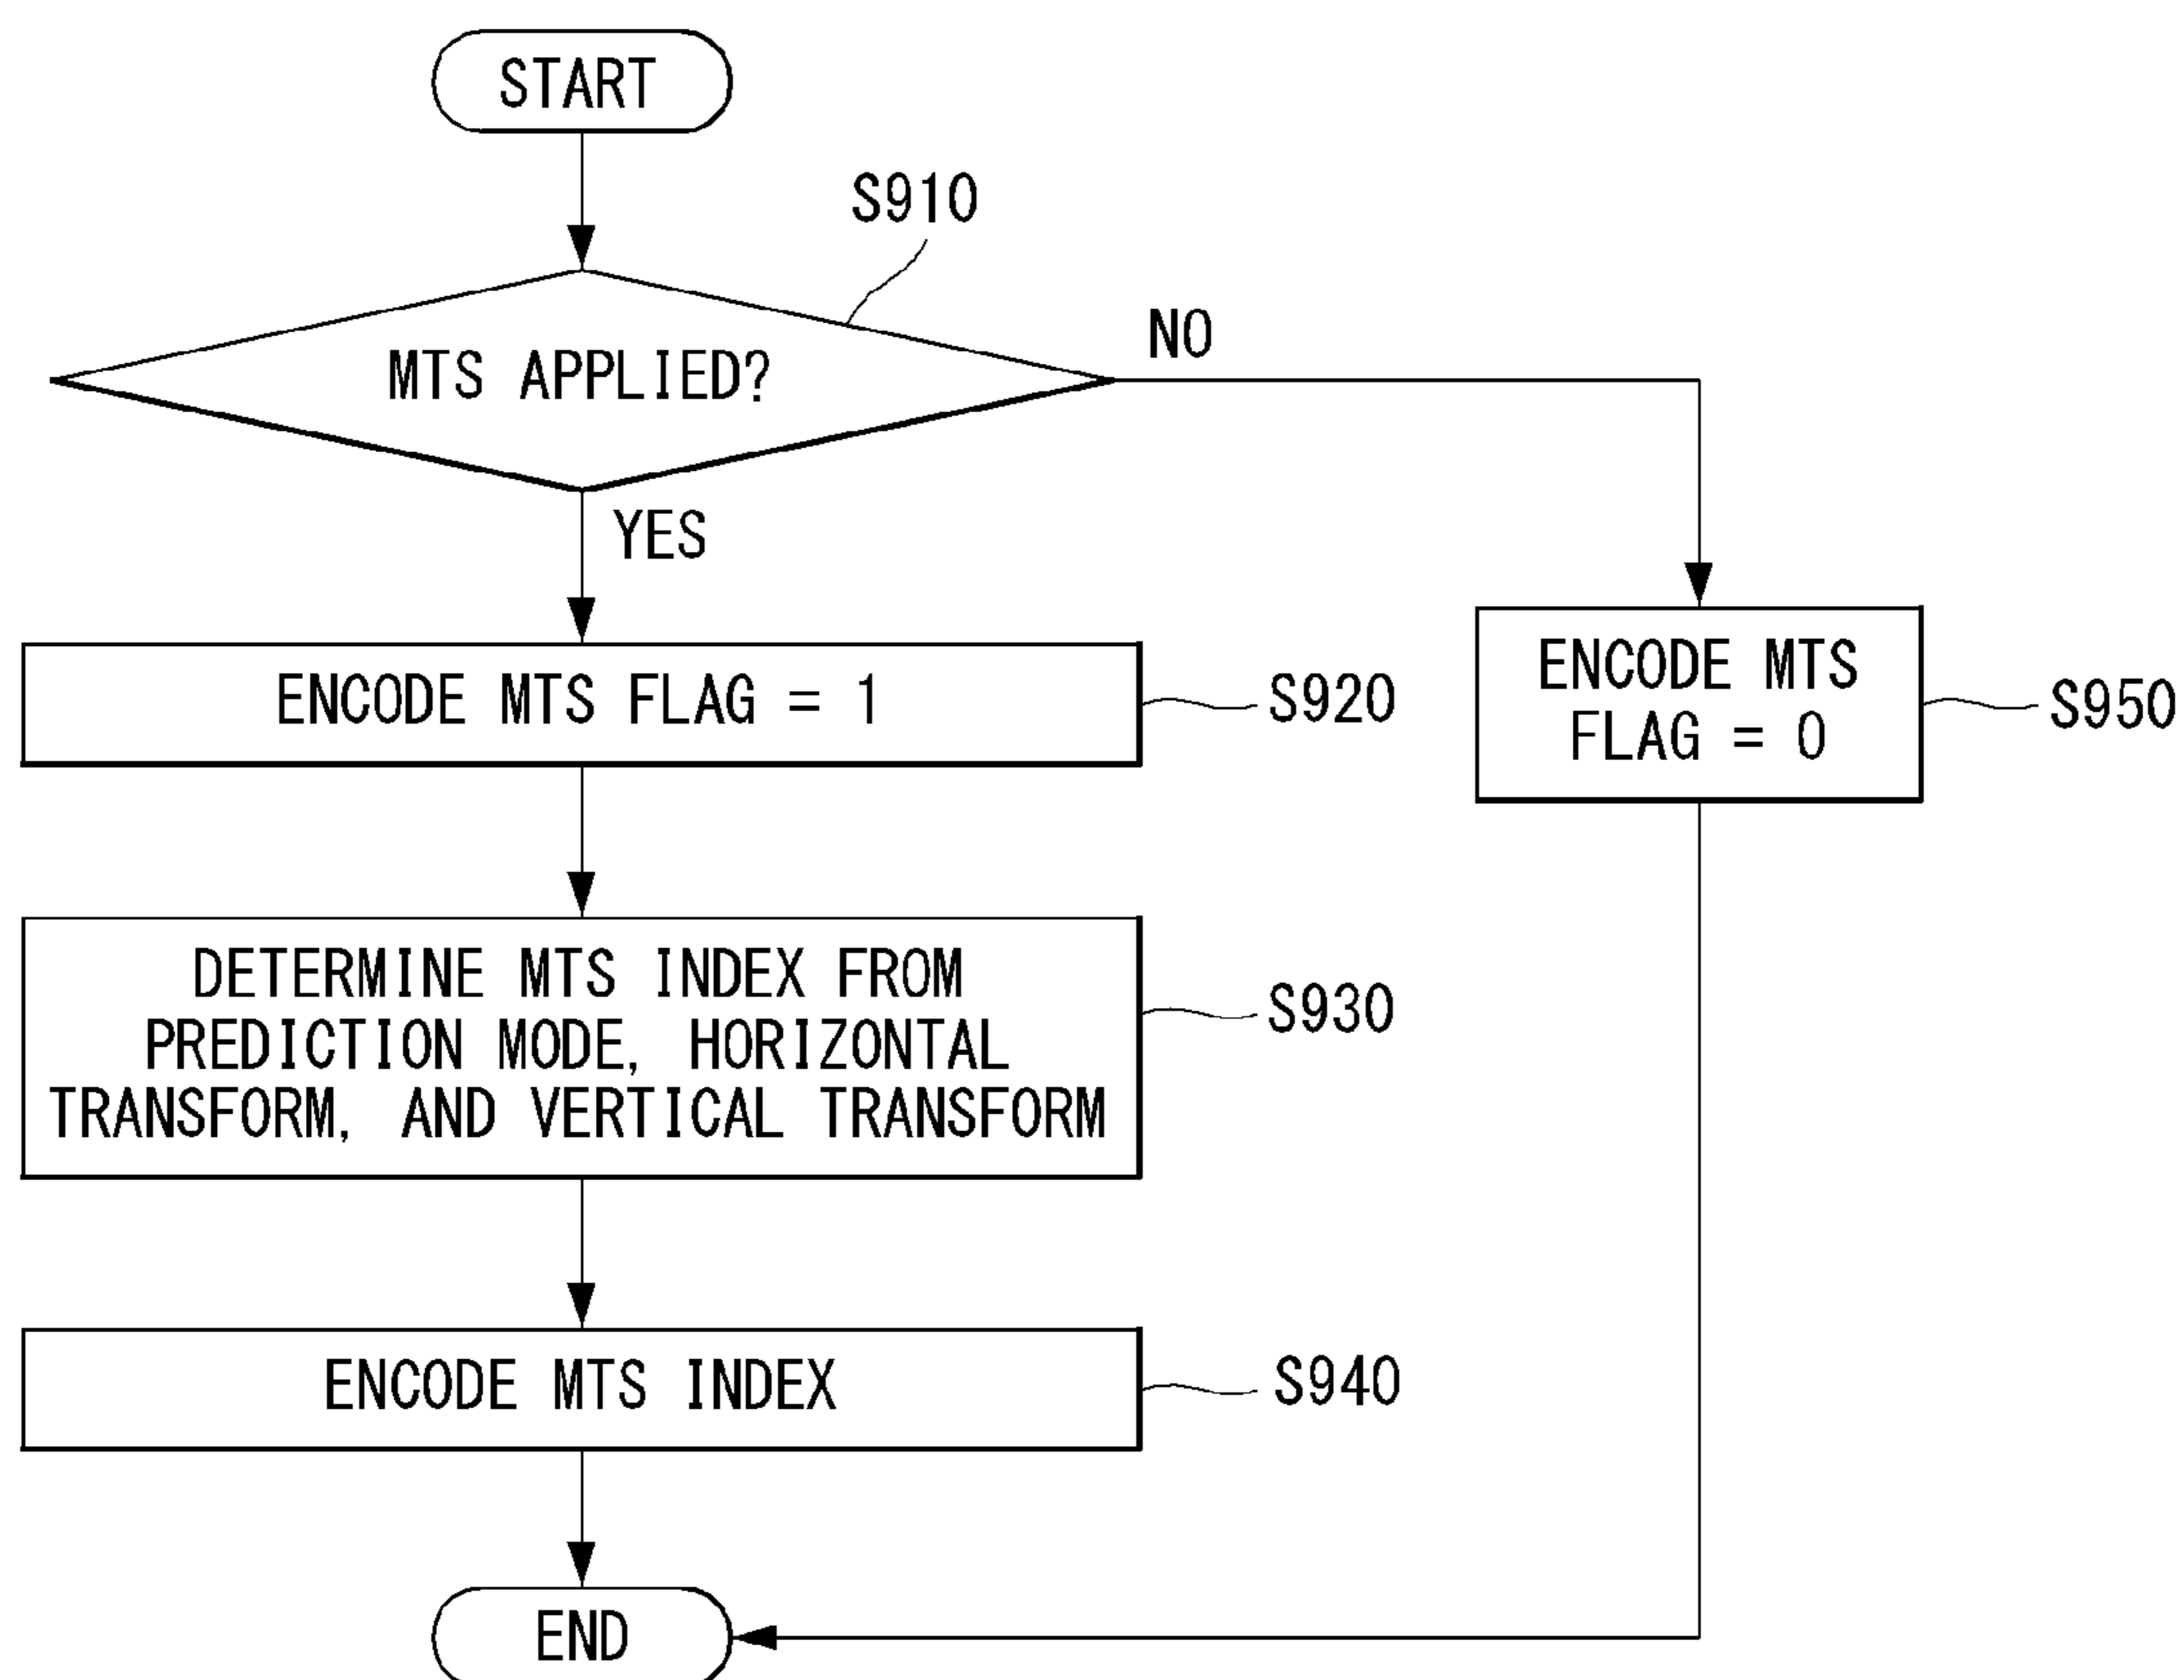 START
S910
MTS APPLIED?
NO
YES
ENCODE MTS FLAG = 1
S920
ENCODE MTS
FLAG = 0
S950
DETERMINE MTS INDEX FROM
PREDICTION MODE, HORIZONTAL
TRANSFORM, AND VERTICAL TRANSFORM
S930
ENCODE MTS INDEX
S940
END